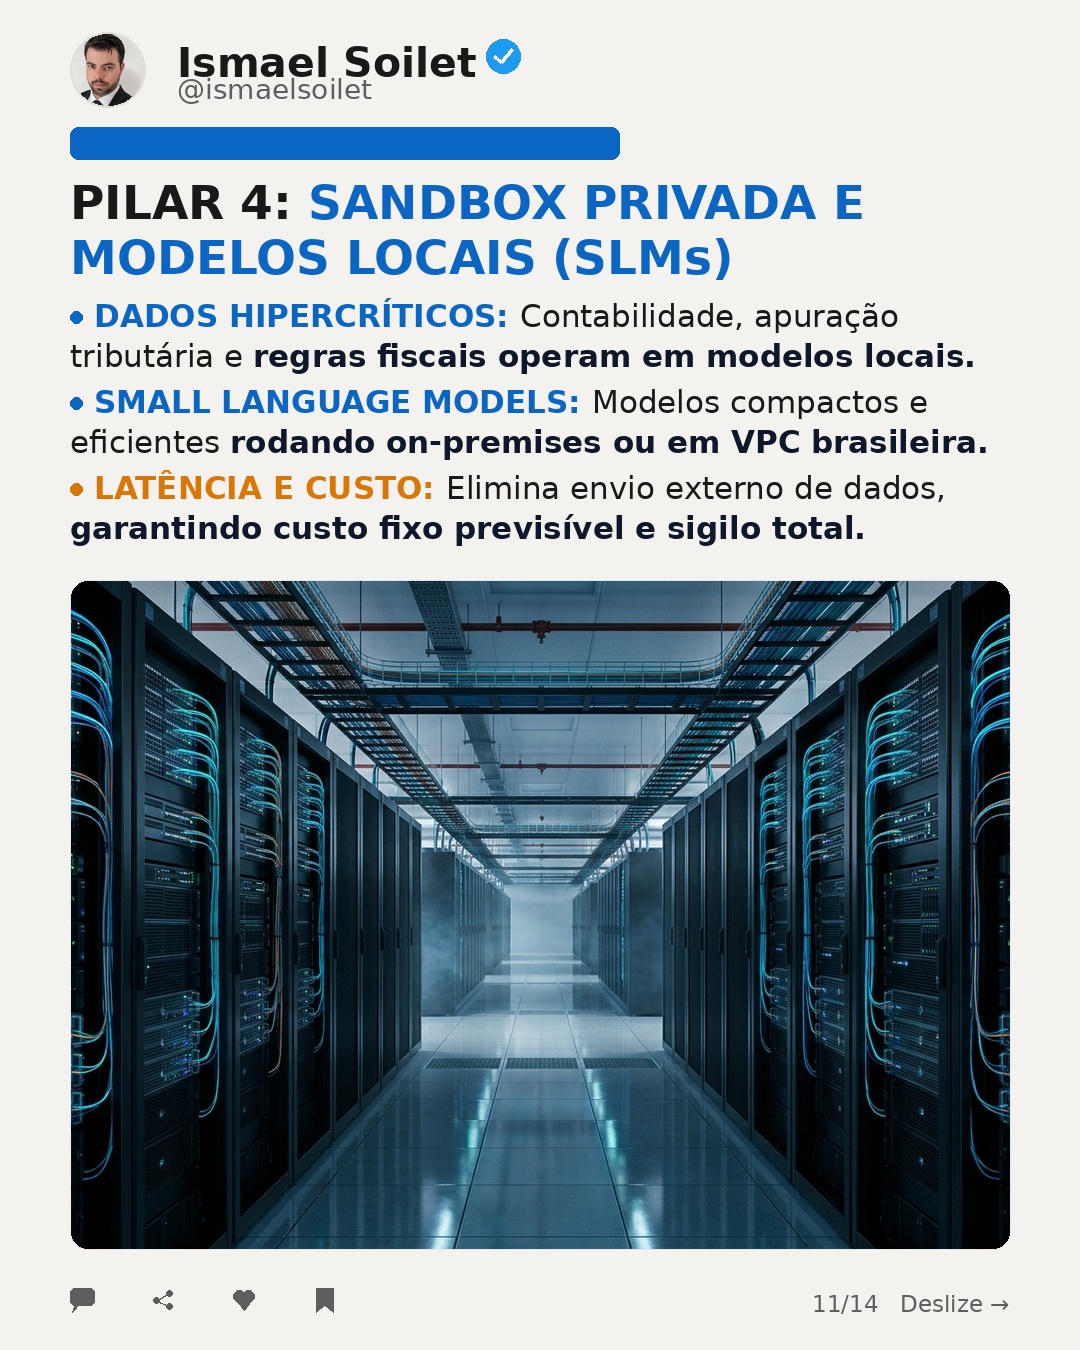 Ismael Soilet
@ismaelsoilet
PILAR 4: SANDBOX PRIVADA E
MODELOS LOCAIS (SLMs)
• DADOS HIPERCRÍTICOS: Contabilidade, apuração
tributária e regras fiscais operam em modelos locais.
• SMALL LANGUAGE MODELS: Modelos compactos e
eficientes rodando on-premises ou em VPC brasileira.
• LATÊNCIA E CUSTO: Elimina envio externo de dados,
garantindo custo fixo previsível e sigilo total.
11/14 Deslize →